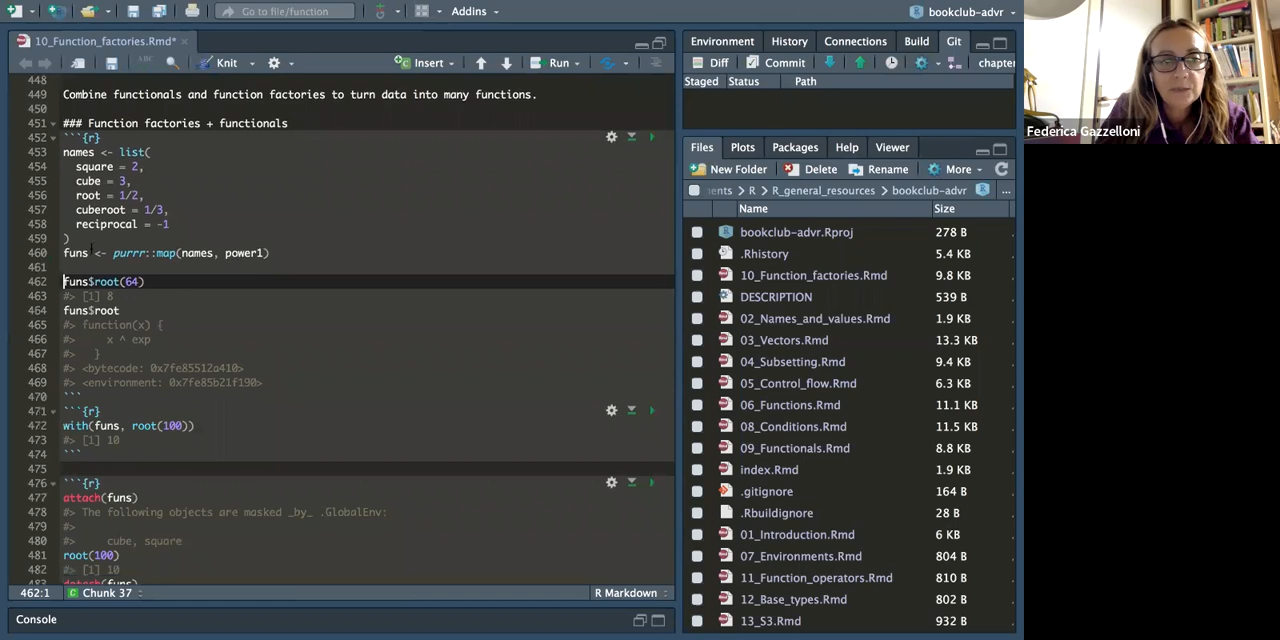 Go to file/function
Addins
bookclub-advr
10_Function_factories.Rmd*
Knit
Insert
Run
448
449 Combine functionals and function factories to turn data into many functions.
450
451 ### Function factories + functionals
452 ```{r}
453 names <- list(
454 square = 2,
455 cube = 3,
456 root = 1/2,
457 cuberoot = 1/3,
458 reciprocal = -1
459 )
460 funs <- purrr::map(names, power1)
461
462 funs$root(64)
463 #> [1] 8
464 funs$root
465 #> function(x) {
466 #> x ^ exp
467 #> }
468 #> <bytecode: 0x7fe85512a410>
469 #> <environment: 0x7fe85b21f190>
470 ```
471 ```{r}
472 with(funs, root(100))
473 #> [1] 10
474 ```
475
476 ```{r}
477 attach(funs)
478 #> The following objects are masked _by_ .GlobalEnv:
479 #>
480 #> cube, square
481 root(100)
482 #> [1] 10
483 detach(funs)
462:1 Chunk 37 R Markdown
Console
Environment History Connections Build Git
Diff Commit chapter
Staged Status Path
Files Plots Packages Help Viewer
New Folder Delete Rename More
ments > R > R_general_resources > bookclub-advr ...
Name Size
bookclub-advr.Rproj 278 B
.Rhistory 5.4 KB
10_Function_factories.Rmd 9.8 KB
DESCRIPTION 539 B
02_Names_and_values.Rmd 1.9 KB
03_Vectors.Rmd 13.3 KB
04_Subsetting.Rmd 9.4 KB
05_Control_flow.Rmd 6.3 KB
06_Functions.Rmd 11.1 KB
08_Conditions.Rmd 11.5 KB
09_Functionals.Rmd 8.8 KB
index.Rmd 1.9 KB
.gitignore 164 B
.Rbuildignore 28 B
01_Introduction.Rmd 6 KB
07_Environments.Rmd 804 B
11_Function_operators.Rmd 810 B
12_Base_types.Rmd 802 B
13_S3.Rmd 932 B
Federica Gazzelloni